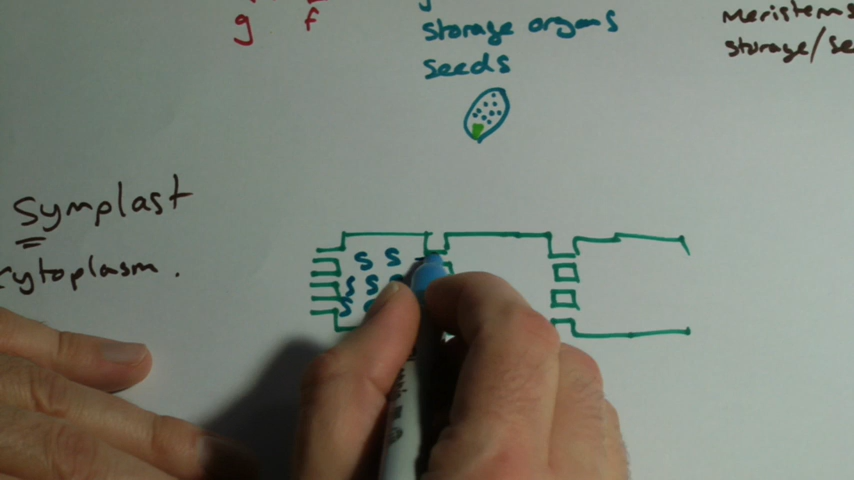 g f
storage organs
seeds
Meristems
storage/se
Symplast
cytoplasm.
S S
S S
S